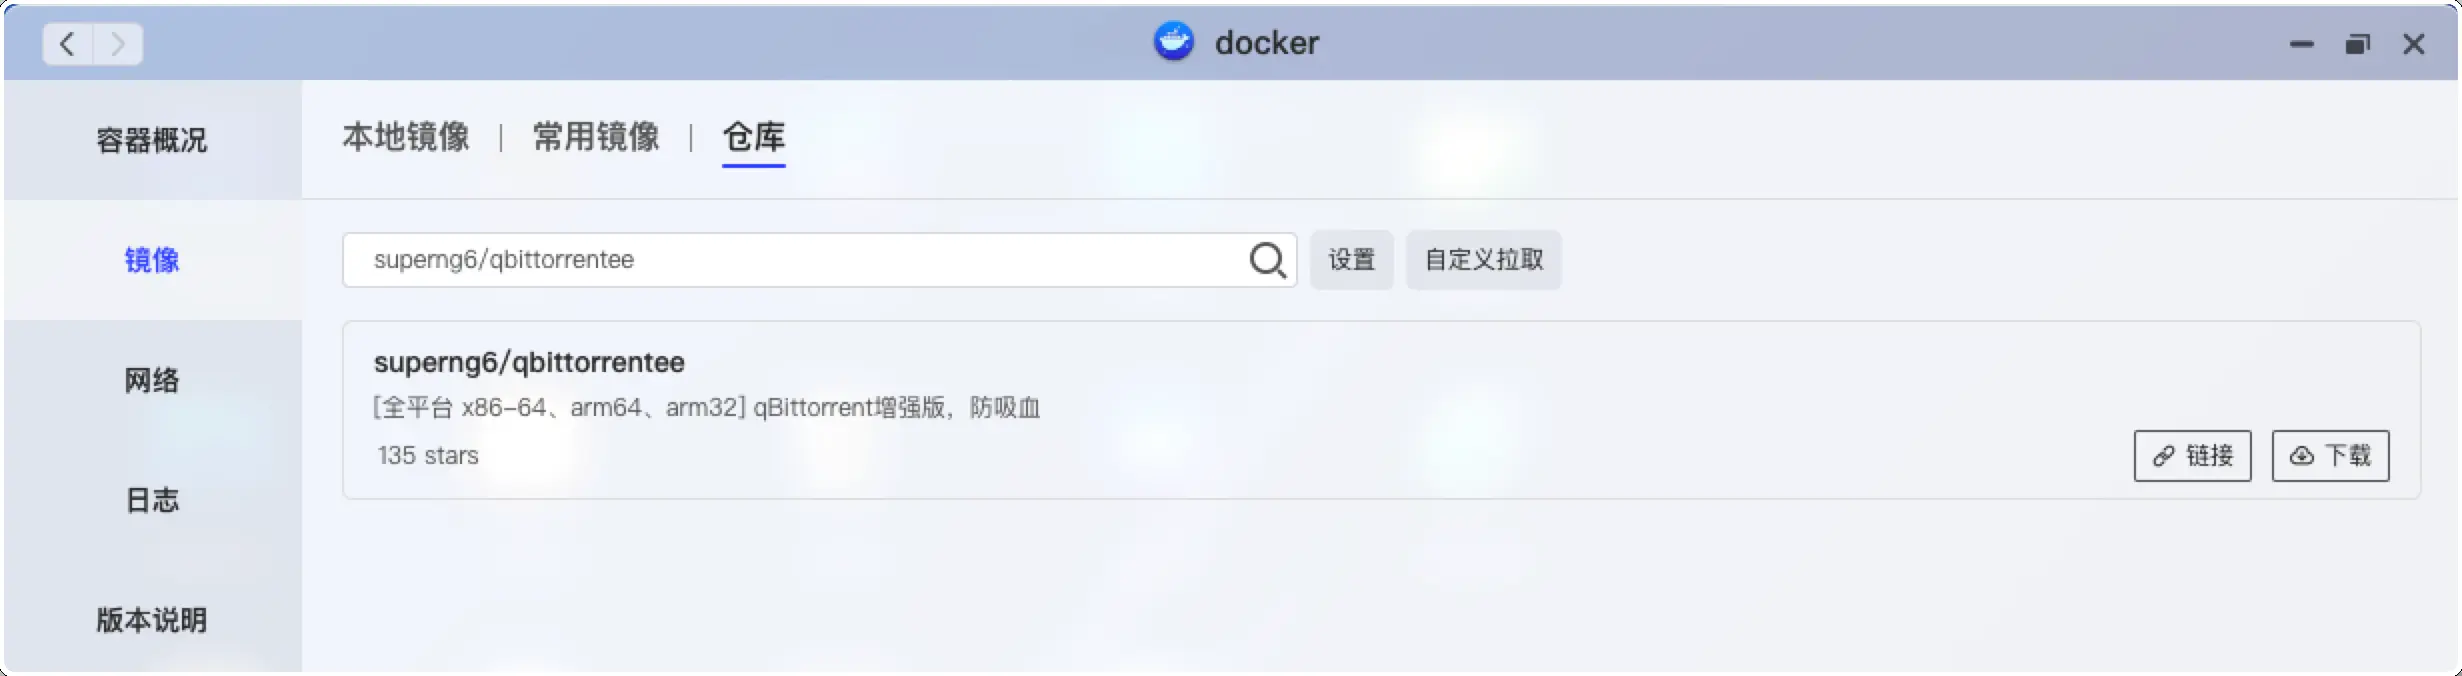 docker
容器概况
镜像
网络
日志
版本说明
本地镜像 | 常用镜像 | 仓库
superng6/qbittorrentee
设置
自定义拉取
superng6/qbittorrentee
[全平台 x86-64、arm64、arm32] qBittorrent增强版，防吸血
135 stars
链接
下载